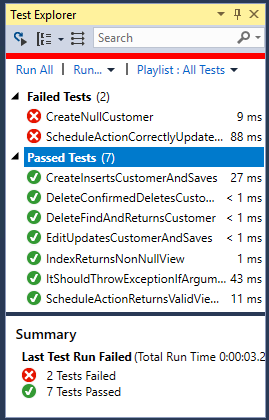 Test Explorer
Search
Run All | Run... | Playlist : All Tests
Failed Tests (2)
CreateNullCustomer 9 ms
ScheduleActionCorrectlyUpdate... 88 ms
Passed Tests (7)
CreateInsertsCustomerAndSaves 27 ms
DeleteConfirmedDeletesCusto... < 1 ms
DeleteFindAndReturnsCustomer < 1 ms
EditUpdatesCustomerAndSaves < 1 ms
IndexReturnsNonNullView 1 ms
ItShouldThrowExceptionIfArgum... 43 ms
ScheduleActionReturnsValidVie... 11 ms
Summary
Last Test Run Failed (Total Run Time 0:00:03.2
2 Tests Failed
7 Tests Passed